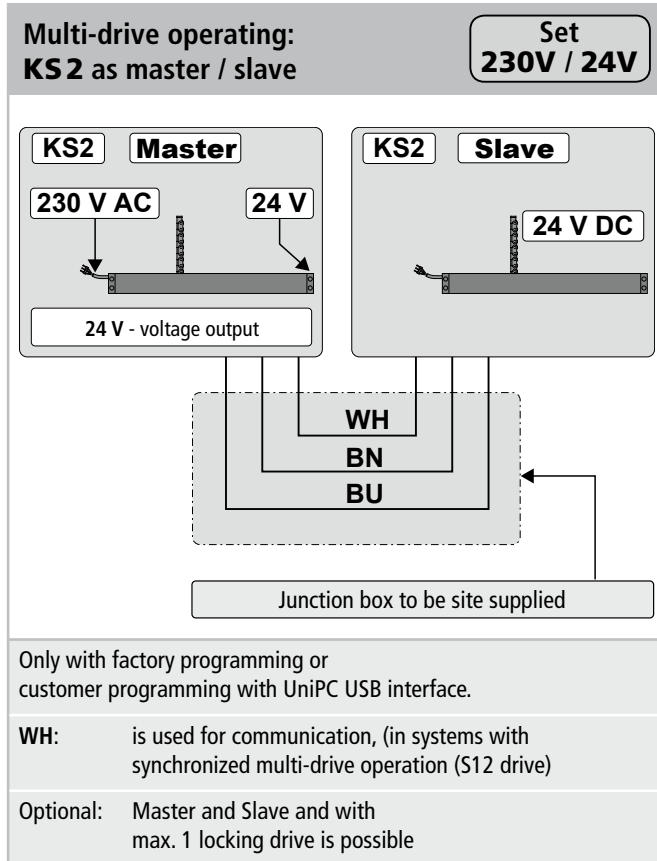 Multi-drive operating:
KS2 as master / slave
Set
230V / 24V
KS2 Master
230 V AC
24 V
24 V - voltage output
KS2 Slave
24 V DC
WH
BN
BU
Junction box to be site supplied
Only with factory programming or
customer programming with UniPC USB interface.
WH: is used for communication, (in systems with
synchronized multi-drive operation (S12 drive)
Optional: Master and Slave and with
max. 1 locking drive is possible